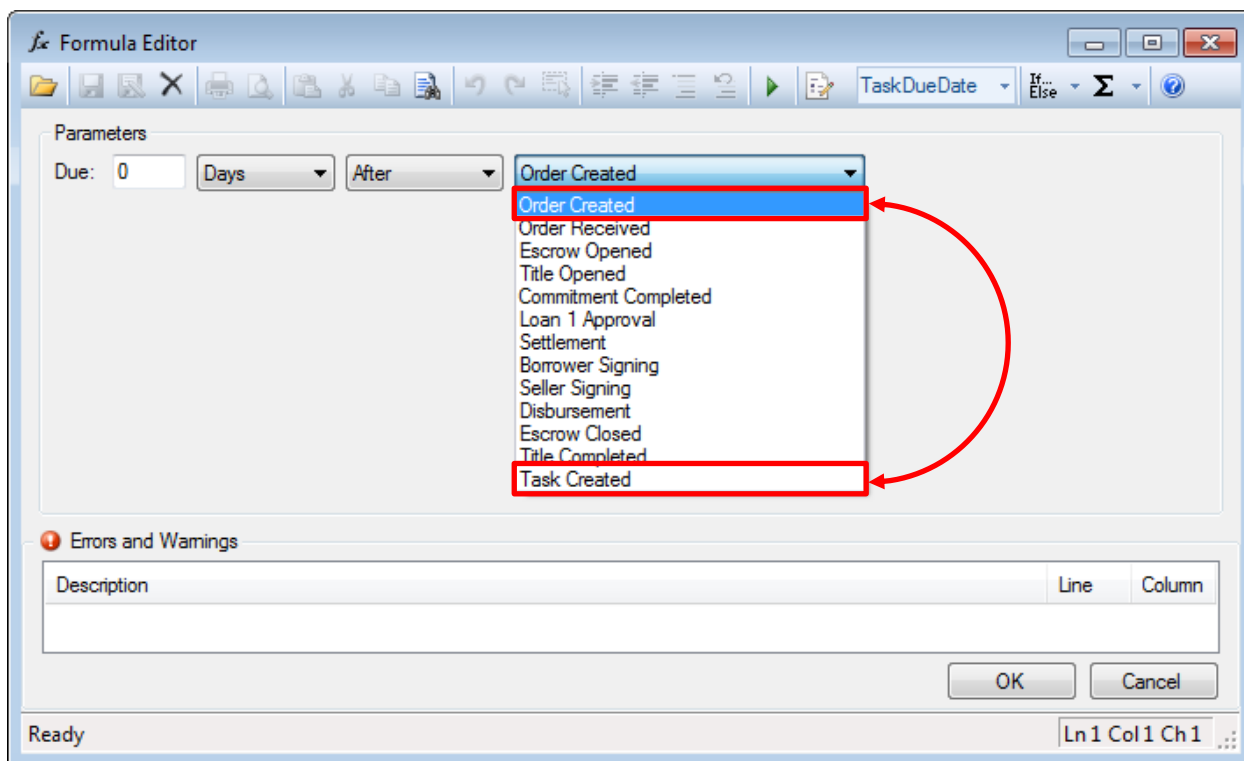 fx Formula Editor
TaskDueDate If... Else Σ
Parameters
Due: 0 Days After Order Created
Order Created
Order Received
Escrow Opened
Title Opened
Commitment Completed
Loan 1 Approval
Settlement
Borrower Signing
Seller Signing
Disbursement
Escrow Closed
Title Completed
Task Created
Errors and Warnings
Description Line Column
OK Cancel
Ready Ln 1 Col 1 Ch 1